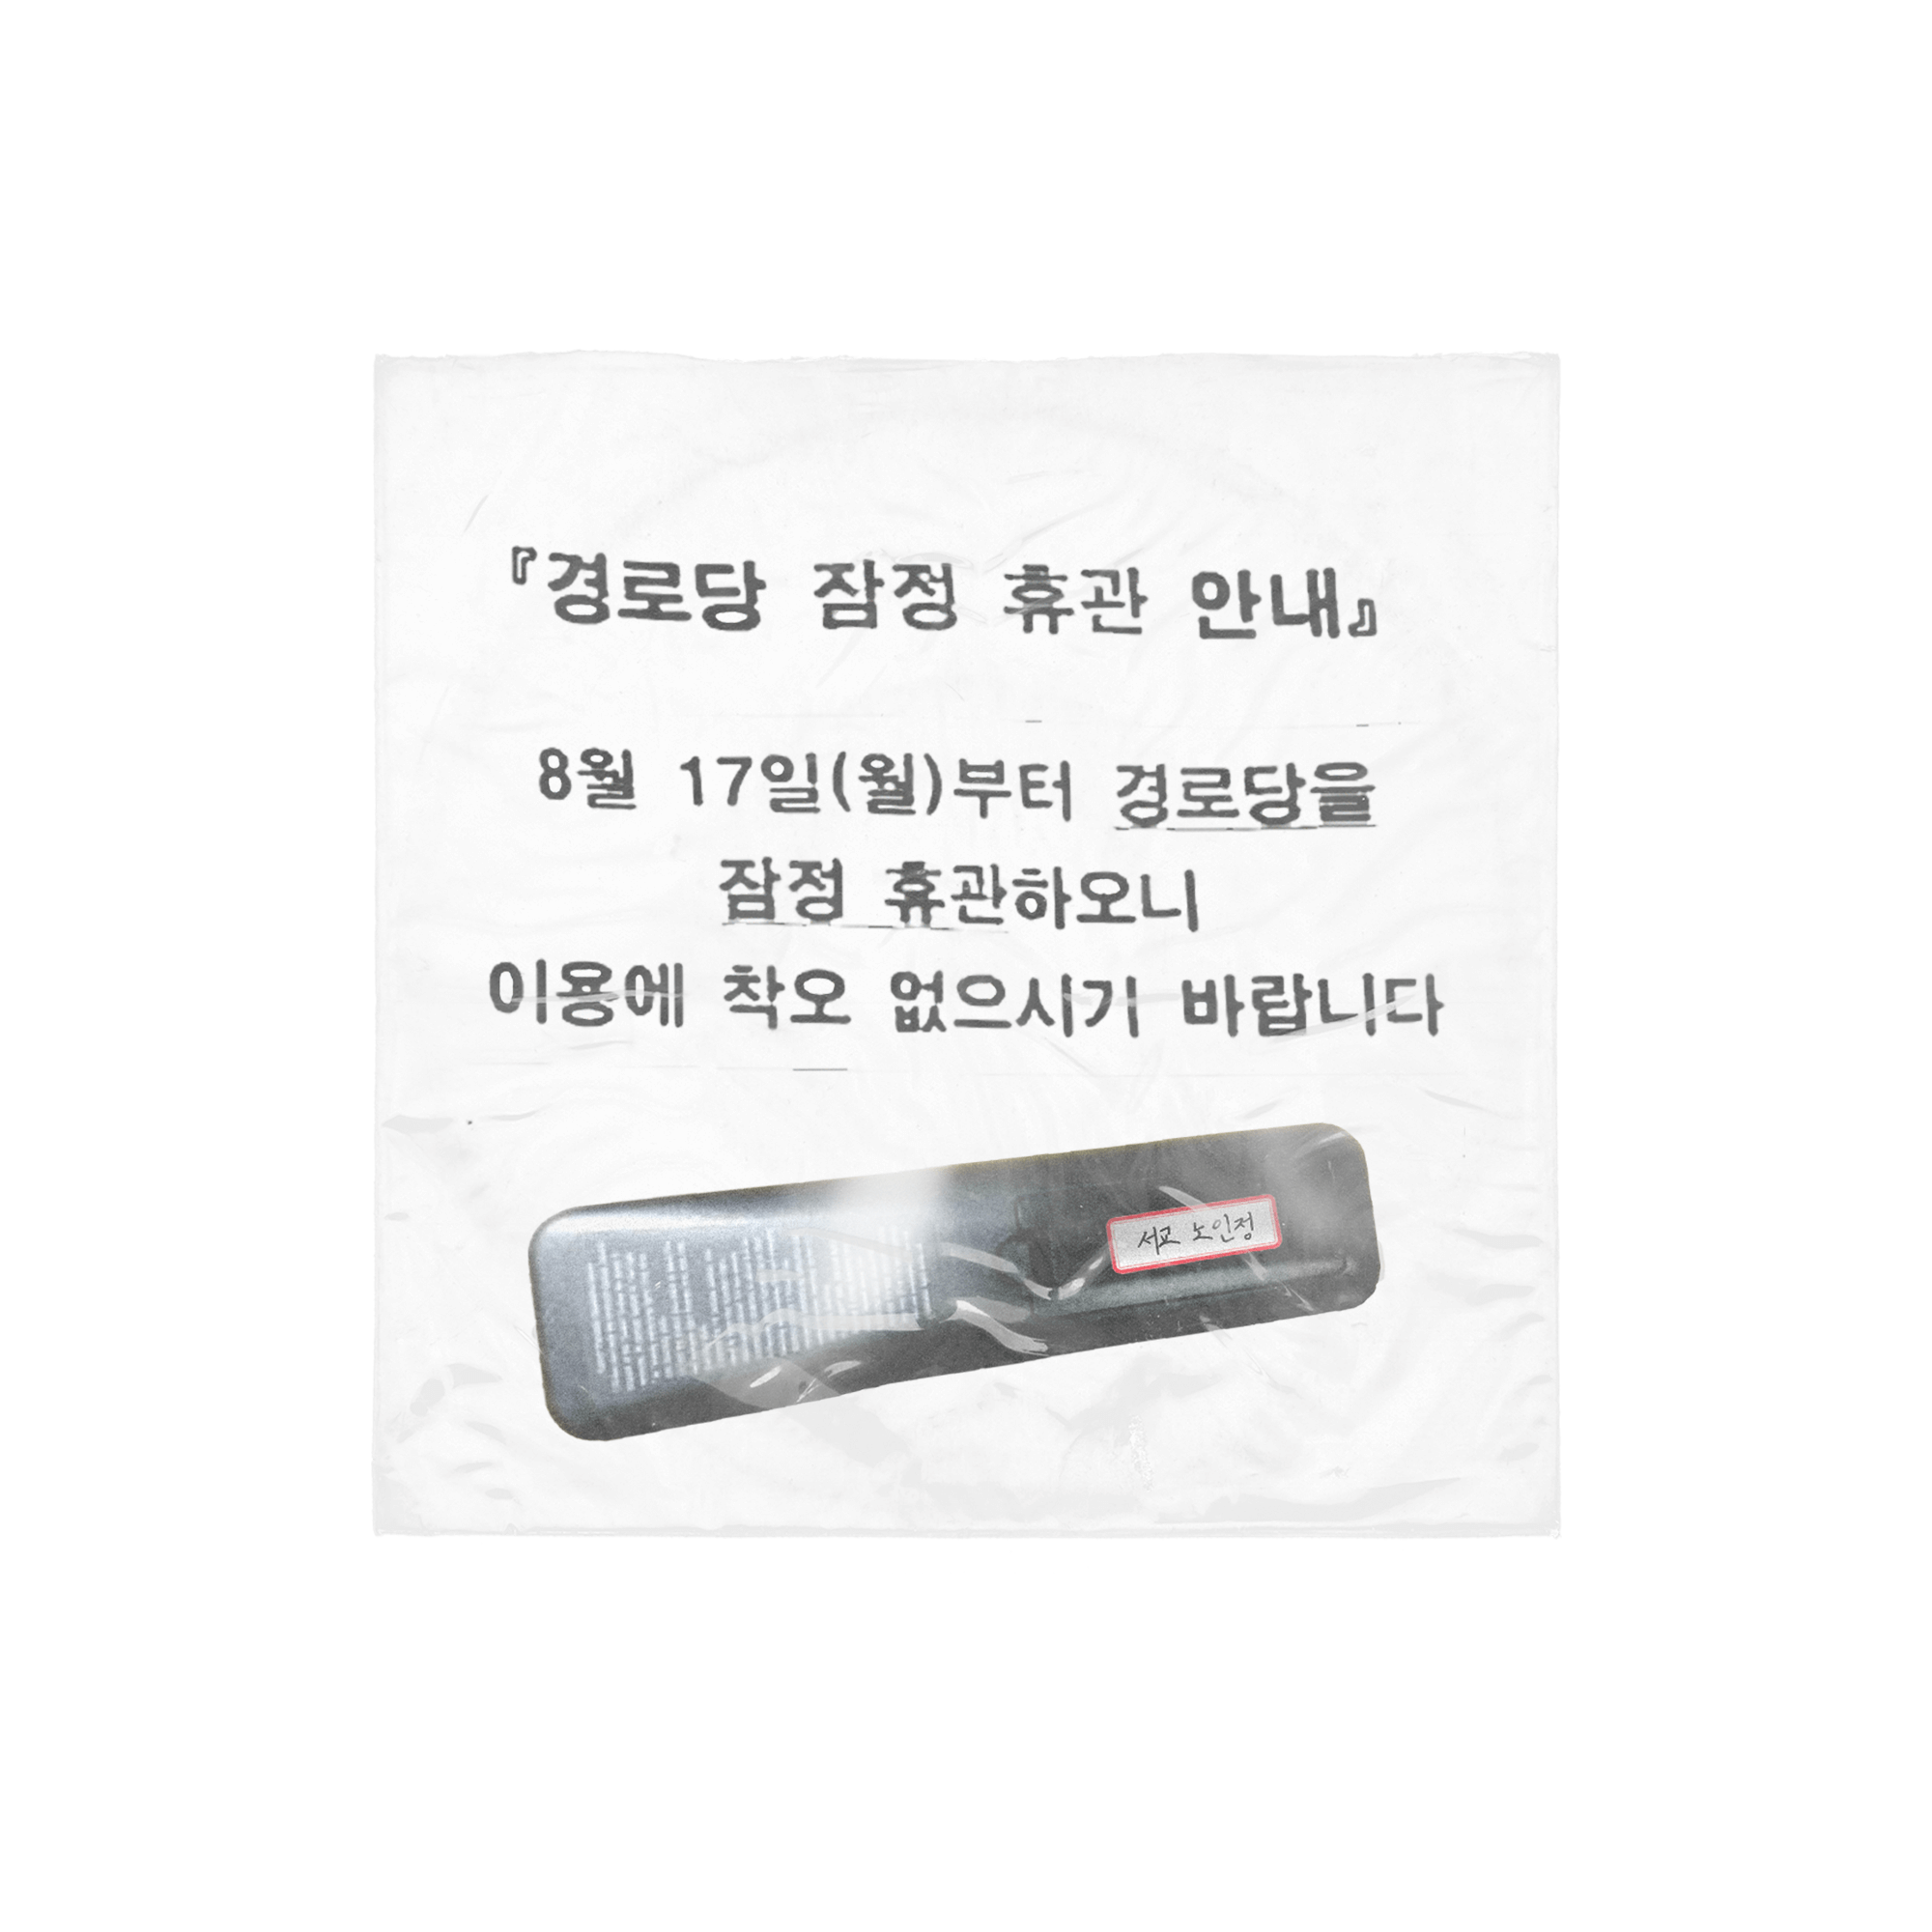 『경로당 잠정 휴관 안내』
8월 17일(월)부터 경로당을
잠정 휴관하오니
이용에 착오 없으시기 바랍니다
서교 노인정